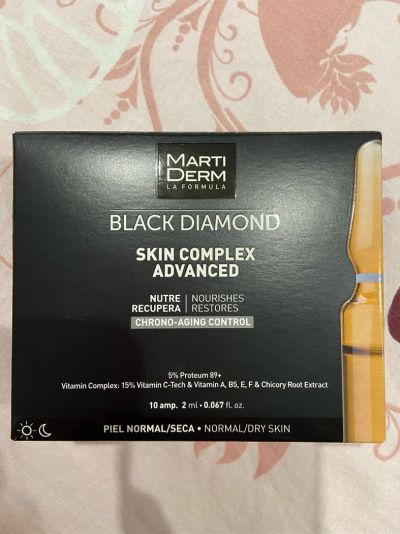 MARTI
DERM
LA FORMULA
BLACK DIAMOND
SKIN COMPLEX
ADVANCED
NUTRE | NOURISHES
RECUPERA | RESTORES
CHRONO-AGING CONTROL
5% Proteum 89+
Vitamin Complex: 15% Vitamin C-Tech & Vitamin A, B5, E, F & Chicory Root Extract
10 amp. 2 ml • 0.067 fl. oz.
PIEL NORMAL/SECA • NORMAL/DRY SKIN